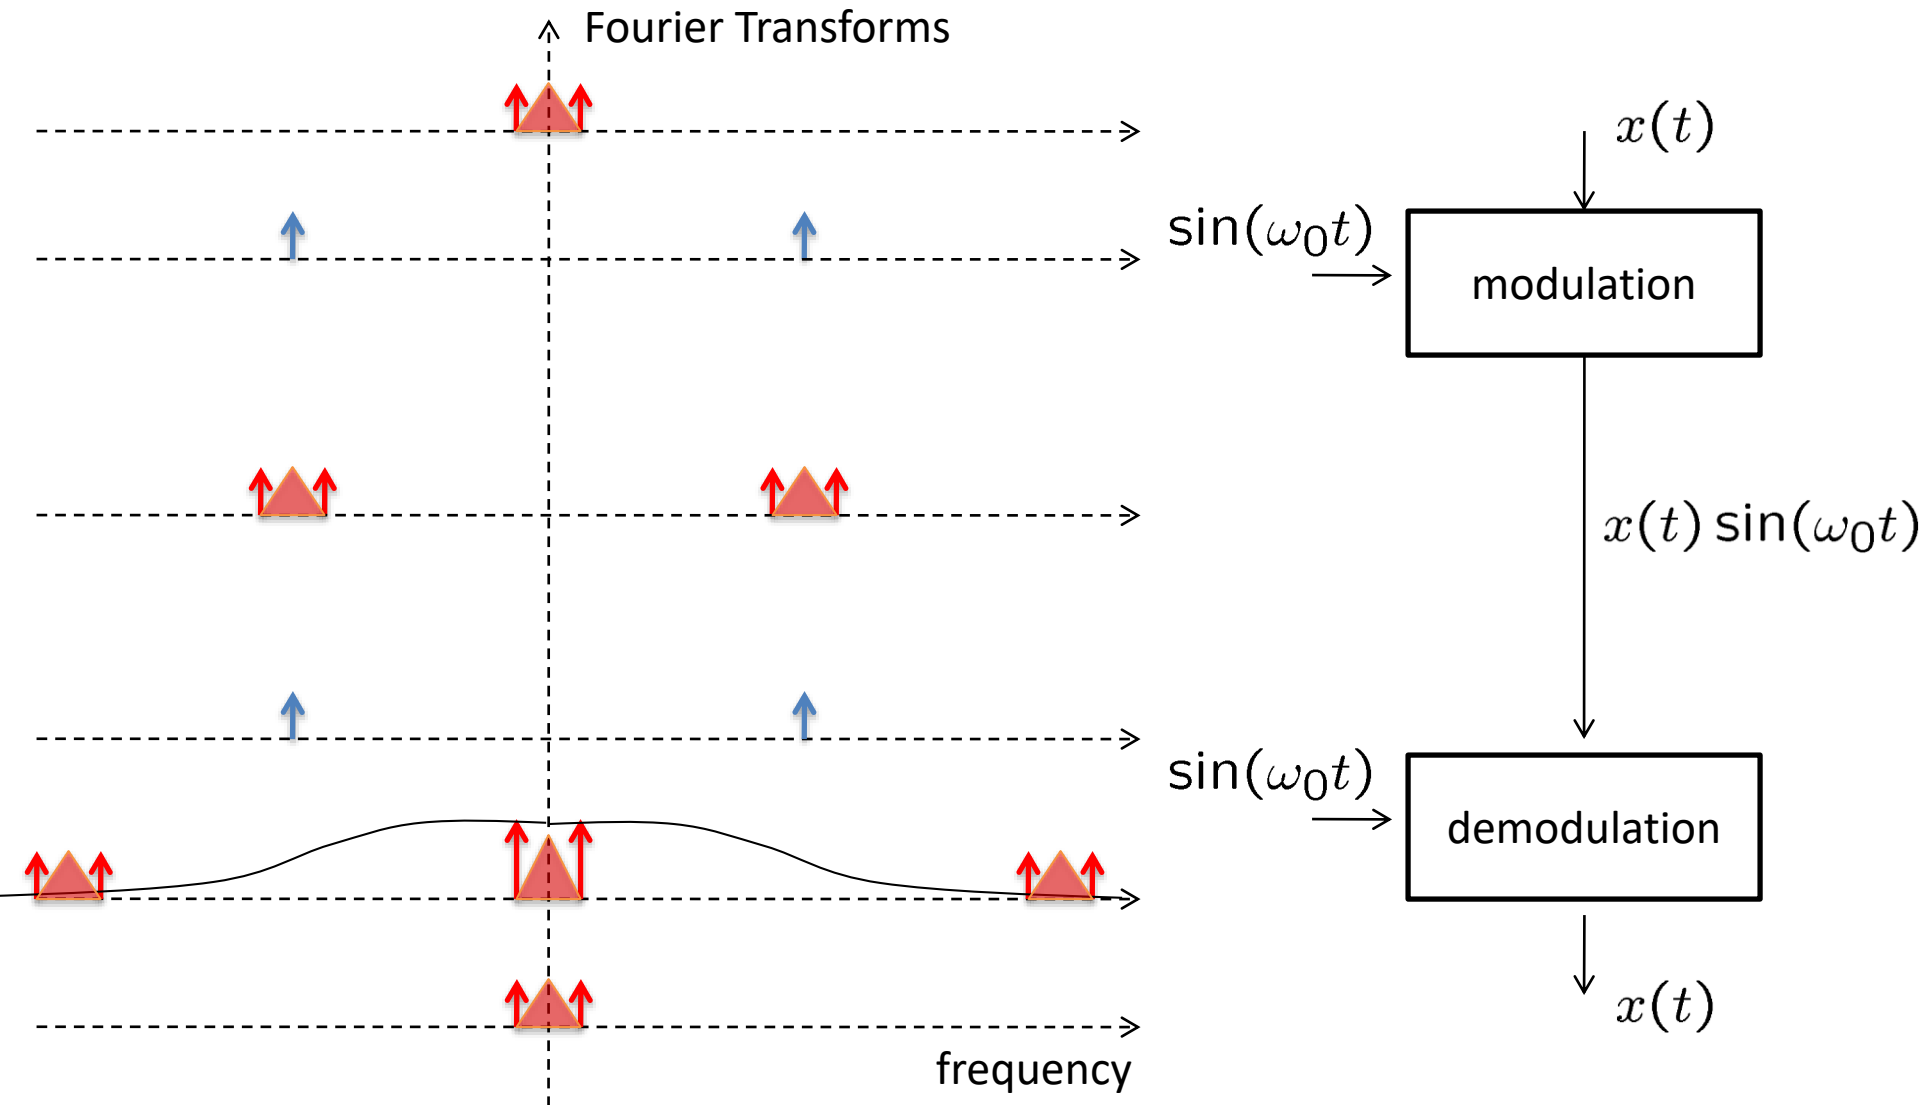 Fourier Transforms
x(t)
sin(ω₀t)
modulation
x(t) sin(ω₀t)
sin(ω₀t)
demodulation
x(t)
frequency